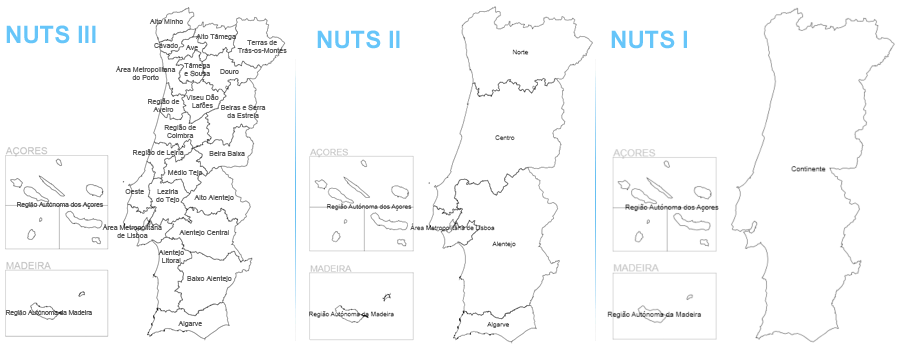 NUTS III
Alto Minho
Cávado
Ave
Alto Tâmega
Terras de
Trás-os-Montes
Área Metropolitana
do Porto
Tâmega
e Sousa
Douro
Região de
Aveiro
Viseu Dão
Lafões
Beiras e Serra
da Estrela
Região de
Coimbra
Região de Leiria
Beira Baixa
Médio Tejo
Oeste
Lezíria
do Tejo
Alto Alentejo
Área Metropolitana
de Lisboa
Alentejo Central
Alentejo
Litoral
Baixo Alentejo
Algarve
AÇORES
Região Autónoma dos Açores
MADEIRA
Região Autónoma da Madeira
NUTS II
Norte
Centro
Área Metropolitana de Lisboa
Alentejo
Algarve
AÇORES
Região Autónoma dos Açores
MADEIRA
Região Autónoma da Madeira
NUTS I
Continente
AÇORES
Região Autónoma dos Açores
MADEIRA
Região Autónoma da Madeira